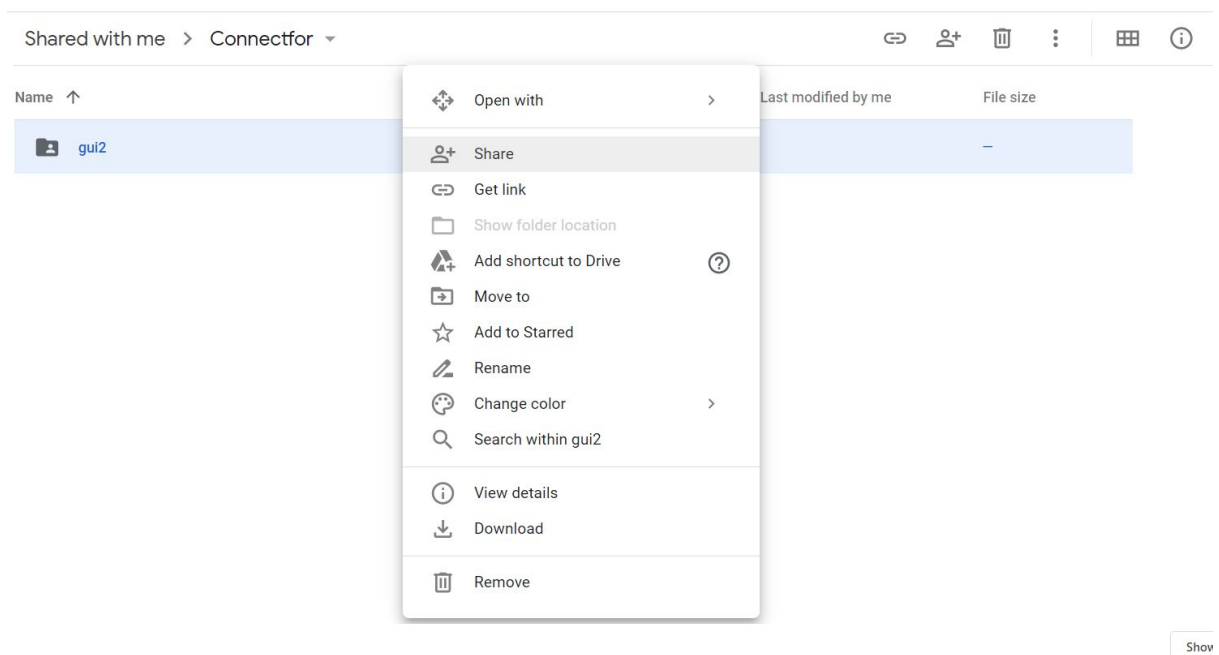 Shared with me > Connectfor
Name Last modified by me File size
gui2 –
Open with
Share
Get link
Show folder location
Add shortcut to Drive
Move to
Add to Starred
Rename
Change color
Search within gui2
View details
Download
Remove
Show